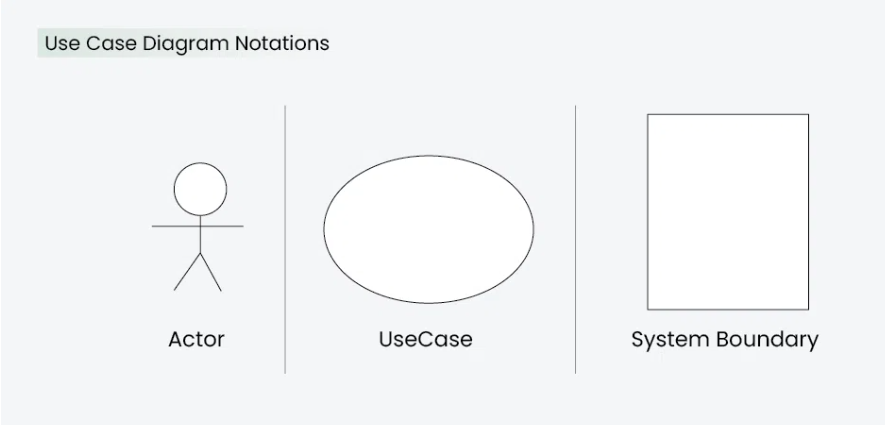 Use Case Diagram Notations
Actor
UseCase
System Boundary